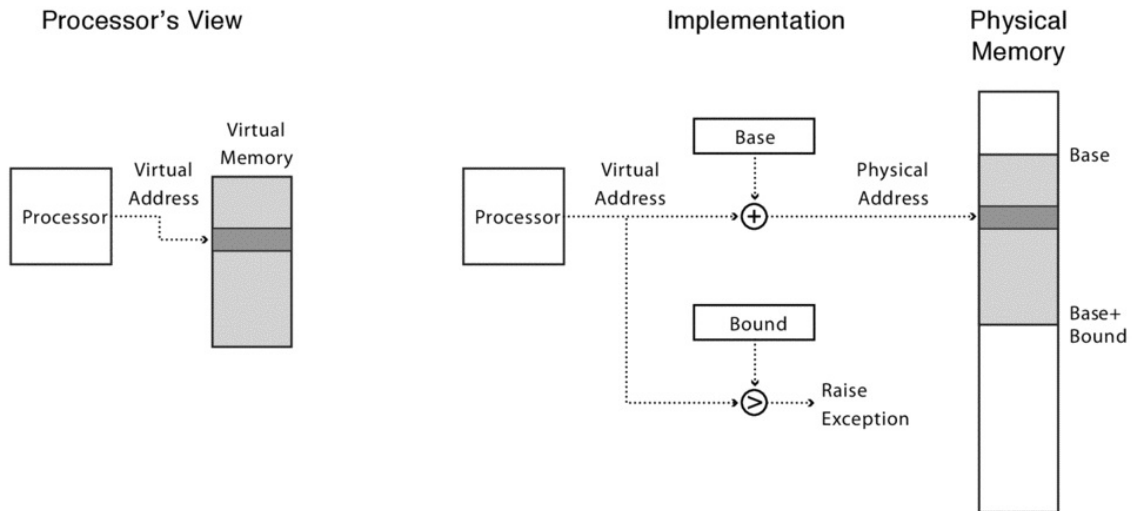 Processor's View
Implementation
Physical
Memory
Virtual
Memory
Virtual
Address
Processor
Base
Virtual
Address
Physical
Address
Processor
Base
Bound
Base+
Bound
Raise
Exception
+
>